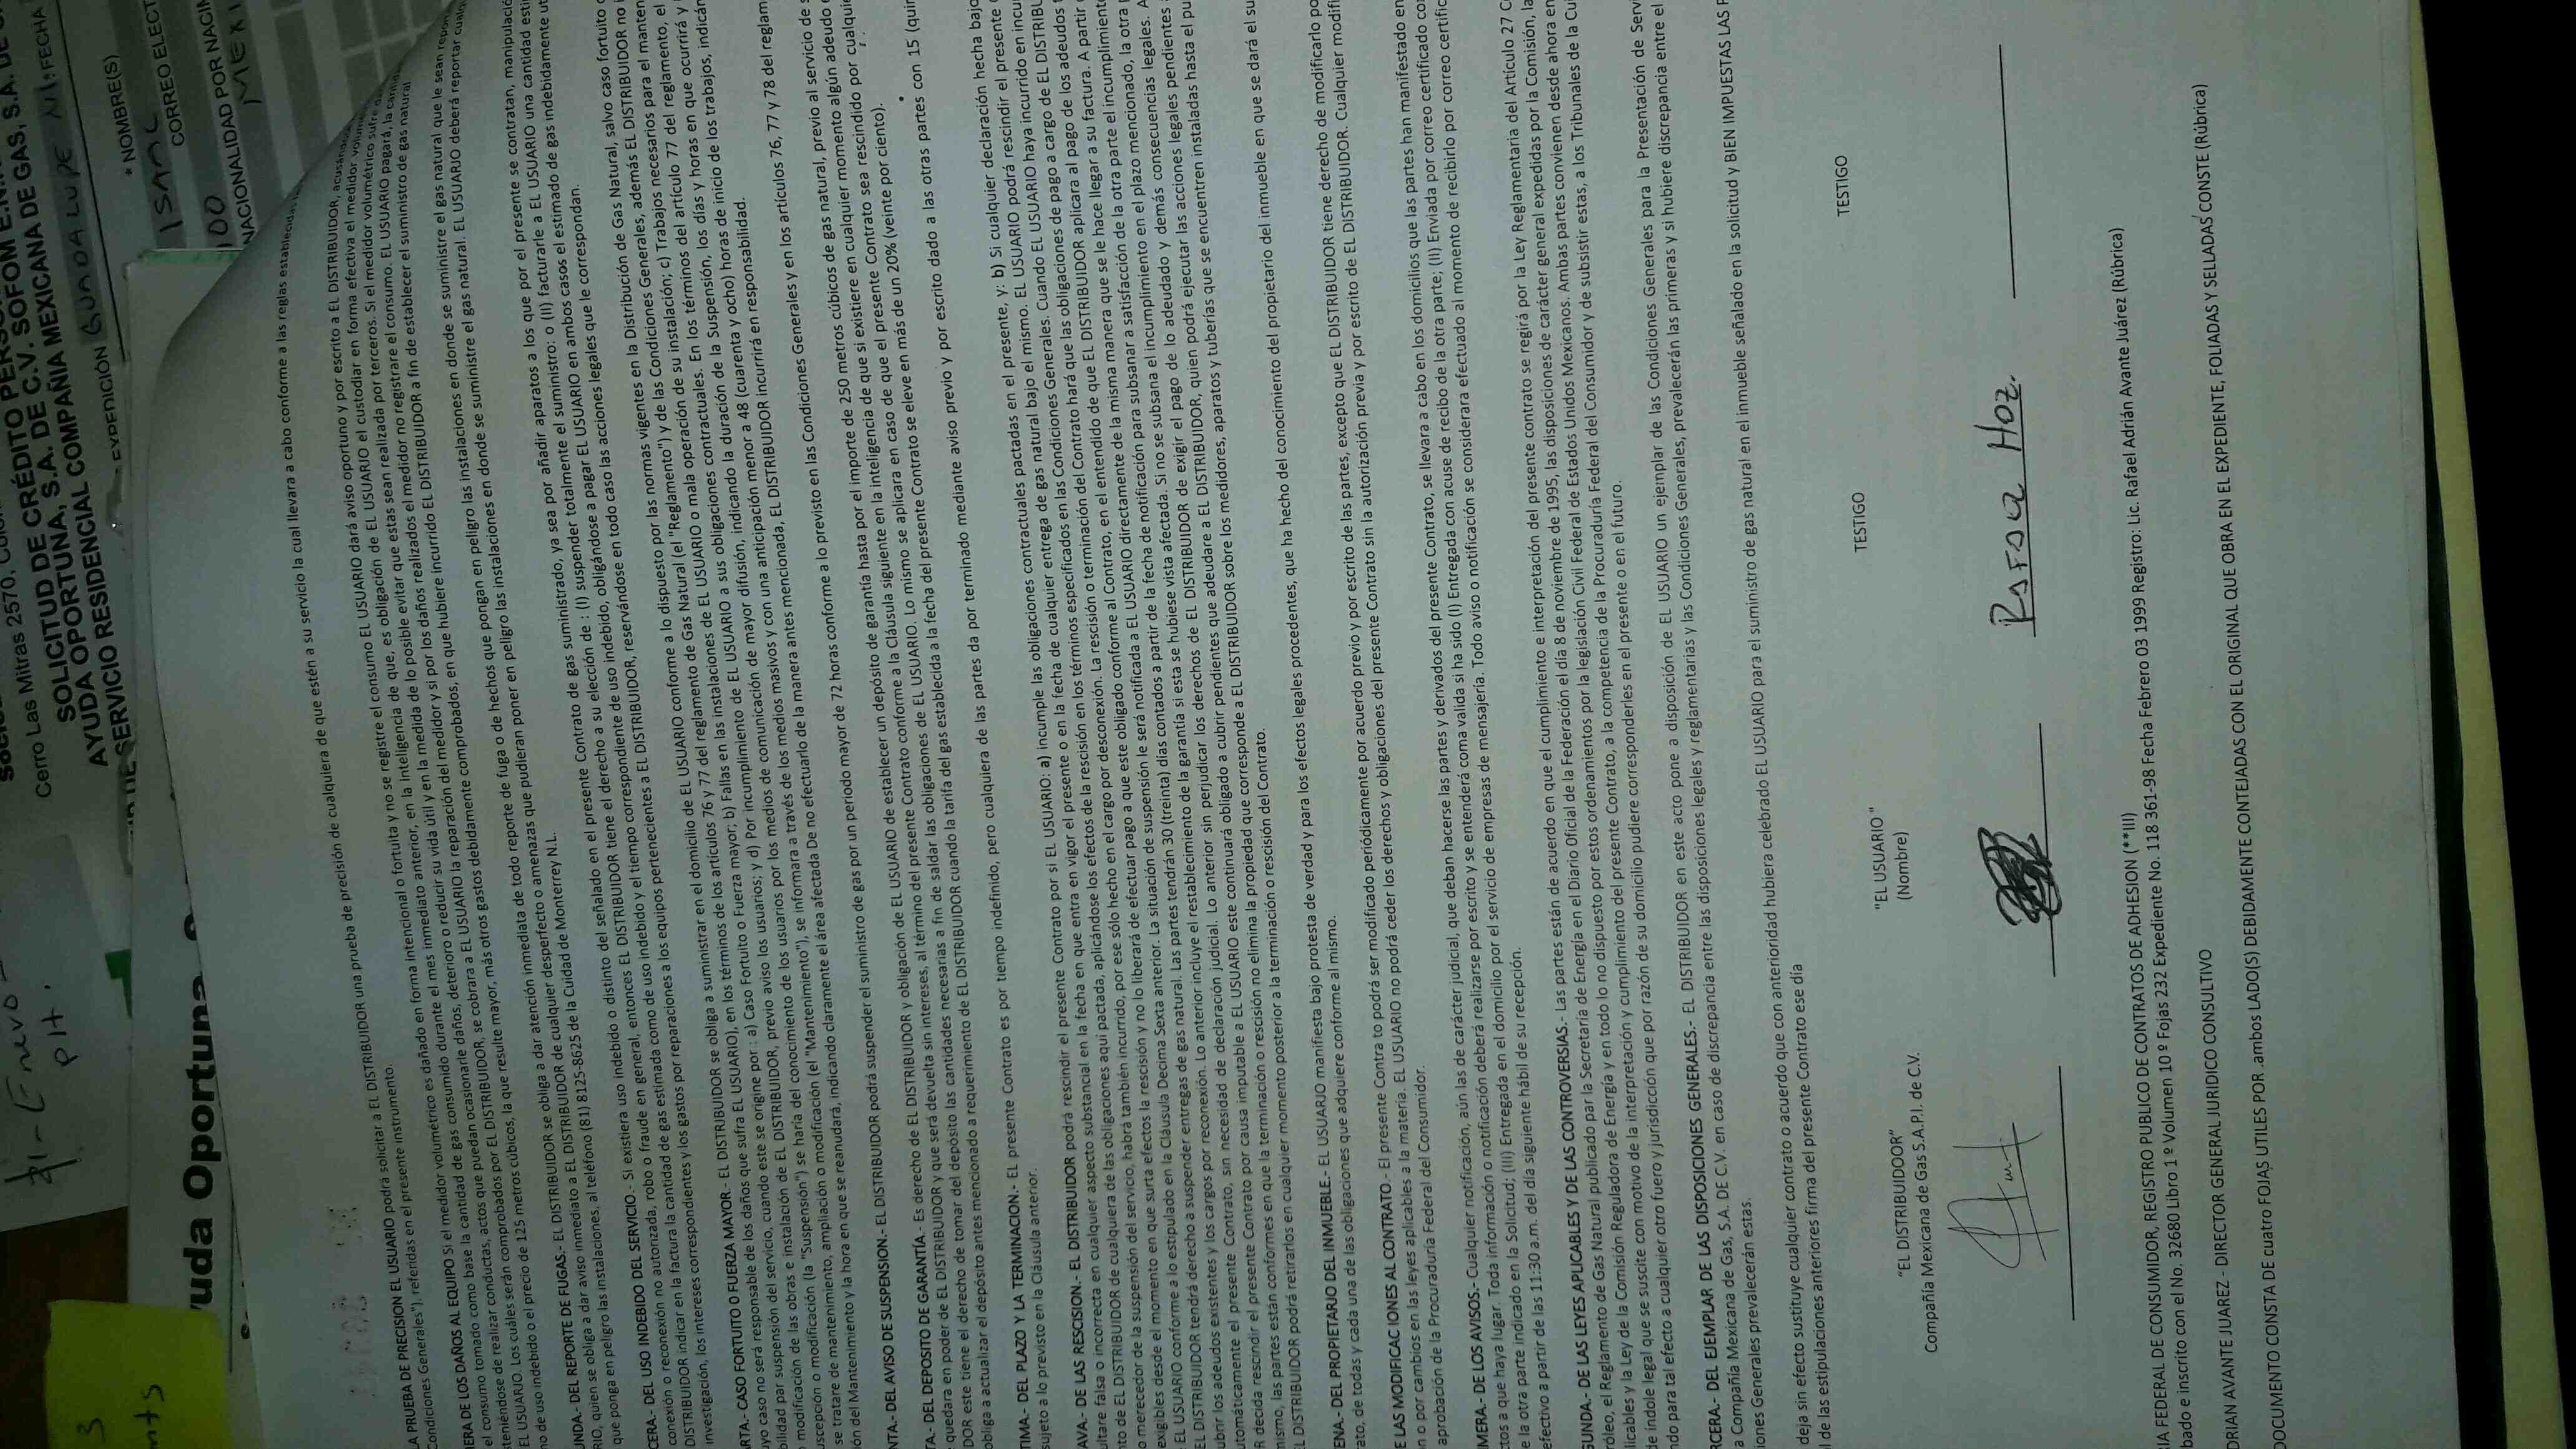 Cerro Las Mitras 2570,
SOLICITUD DE CRÉDITO
AYUDA OPORTUNA, S.A. DE C.V. SOFOM
SERVICIO RESIDENCIAL COMPAÑIA MEXICANA DE GAS, S.A.
EXPEDICIÓN GUADALUPE N.L. FECHA
* NOMBRE(S)
ISAAC
CORREO
100
NACIONALIDAD POR
yuda Oportuna
3
nts
se llevara a cabo conforme a las reglas
LA PRUEBA DE PRECISION EL USUARIO podrá solicitar a EL DISTRIBUIDOR una prueba de precisión de cualquiera de que estén a su servicio la cual llevara a cabo conforme a las reglas
Condiciones Generales"), referidas en el presente instrumento.
ERA DE LOS DAÑOS AL EQUIPO Si el medidor volumétrico es dañado en forma intencional o fortuita y no se registre el consumo EL USUARIO dará aviso oportuno y por escrito a EL DISTRIBUIDOR,
el consumo tomado como base la cantidad de gas consumido durante el mes inmediato anterior, en la inteligencia de que, es obligación de EL USUARIO el custodiar en forma efectiva el medidor
teniéndose de realizar conductas, actos que puedan ocasionarle daños, deterioro o reducir su vida útil y en la medida de lo posible evitar que estas sean realizada por terceros. Si el medidor volumétrico
EL USUARIO. Los cuáles serán comprobados por EL DISTRIBUIDOR, se cobrara a EL USUARIO la reparación del medidor y si por los daños realizados el medidor no registrare el consumo. EL USUARIO pagará,
no de uso indebido o el precio de 125 metros cúbicos, la que resulte mayor, más otros gastos debidamente comprobados, en que hubiere incurrido EL DISTRIBUIDOR a fin de establecer el suministro de gas natural
UNDA.- DEL REPORTE DE FUGAS.- EL DISTRIBUIDOR se obliga a dar atención inmediata de todo reporte de fuga o de hechos que pongan en peligro las instalaciones en donde se suministre el gas natural que le sean
RIO, quien se obliga a dar aviso inmediato a EL DISTRIBUIDOR de cualquier desperfecto o amenazas que pudieran poner en peligro las instalaciones en donde se suministre el gas natural. EL USUARIO deberá reportar
que ponga en peligro las instalaciones, al teléfono (81) 8125-8625 de la Cuidad de Monterrey N.L.
CERA.- DEL USO INDEBIDO DEL SERVICIO.- Si existiera uso indebido o distinto del señalado en el presente Contrato de gas suministrado, ya sea por añadir aparatos a los que por el presente se contratan,
conexión o reconexión no autorizada, robo o fraude en general, entonces EL DISTRIBUIDOR tiene el derecho a su elección de : (I) suspender totalmente el suministro: o (II) facturarle a EL USUARIO una cantidad
DISTRIBUIDOR indicar en la factura la cantidad de gas estimada como de uso indebido y el tiempo correspondiente de uso indebido, obligándose a pagar EL USUARIO en ambos casos el estimado de gas indebidamente
investigación, los intereses correspondientes y los gastos por reparaciones a los equipos pertenecientes a EL DISTRIBUIDOR, reservándose en todo caso las acciones legales que le correspondan.
ARTA.- CASO FORTUITO O FUERZA MAYOR.- EL DISTRIBUIDOR se obliga a suministrar en el domicilio de EL USUARIO conforme a lo dispuesto por las normas vigentes en la Distribución de Gas Natural, salvo caso fortuito
uyo caso no será responsable de los daños que sufra EL USUARIO), en los términos de los artículos 76 y 77 del reglamento de Gas Natural (el "Reglamento") y de las Condiciones Generales, además EL DISTRIBUIDOR no
bilidad par suspensión del servicio, cuando este se origine por : a) Caso Fortuito o Fuerza mayor; b) Fallas en las instalaciones de EL USUARIO o mala operación de su instalación; c) Trabajos necesarios para el
modificación de las obras e instalación de EL DISTRIBUIDOR, previo aviso los usuarios; y d) Por incumplimiento de EL USUARIO a sus obligaciones contractuales. En los términos del artículo 77 del reglamento, el
uscepción o modificación (la "Suspensión") se haría del conocimiento de los usuarios por los medios de comunicación de mayor difusión, indicando la duración de la Suspensión, los días y horas en que ocurrirá y
se tratare de mantenimiento, ampliación o modificación (el "Mantenimiento"), se informara a través de los medios masivos y con una anticipación menor a 48 (cuarenta y ocho) horas de inicio de los trabajos,
ón del Mantenimiento y la hora en que se reanudará, indicando claramente el área afectada De no efectuarlo de la manera antes mencionada, EL DISTRIBUIDOR incurrirá en responsabilidad.
NTA.- DEL AVISO DE SUSPENSION.- EL DISTRIBUIDOR podrá suspender el suministro de gas por un periodo mayor de 72 horas conforme a lo previsto en las Condiciones Generales y en los artículos 76, 77 y 78 del
TA.- DEL DEPOSITO DE GARANTÍA.- Es derecho de EL DISTRIBUIDOR y obligación de EL USUARIO de establecer un depósito de garantía hasta por el importe de 250 metros cúbicos de gas natural, previo al servicio de
quedara en poder de EL DISTRIBUIDOR y que será devuelta sin intereses, al término del presente Contrato conforme a la Cláusula siguiente en la inteligencia de que si existiere en cualquier momento algún adeudo
DOR este tiene el derecho de tomar del depósito las cantidades necesarias a fin de saldar las obligaciones de EL USUARIO. Lo mismo se aplicara en caso de que el presente Contrato sea rescindido por
obliga a actualizar el depósito antes mencionado a requerimiento de EL DISTRIBUIDOR cuando la tarifa del gas establecida a la fecha del presente Contrato se eleve en más de un 20% (veinte por ciento).
TIMA.- DEL PLAZO Y LA TERMINACION.- EL presente Contrato es por tiempo indefinido, pero cualquiera de las partes da por terminado mediante aviso previo y por escrito dado a las otras partes con 15
sujeto a lo previsto en la Cláusula anterior.
AVA.- DE LAS RESCISION.- EL DISTRIBUIDOR podrá rescindir el presente Contrato por si EL USUARIO: a) incumple las obligaciones contractuales pactadas en el presente, y: b) Si cualquier declaración hecha bajo
ultare falsa o incorrecta en cualquier aspecto substancial en la fecha en que entra en vigor el presente o en la fecha de cualquier entrega de gas natural bajo el mismo. EL USUARIO podrá rescindir el presente
nto de EL DISTRIBUIDOR de cualquiera de las obligaciones aquí pactada, aplicándose los efectos de la rescisión en los términos especificados en las Condiciones Generales. Cuando EL USUARIO haya incurrido en
o merecedor de la suspensión del servicio, habrá también incurrido, por ese sólo hecho en el cargo por desconexión. La rescisión o terminación del Contrato hará que las obligaciones de pago a cargo de EL
exigibles desde el momento en que surta efectos la rescisión y no lo liberará de efectuar pago a que este obligado conforme al Contrato, en el entendido de que EL DISTRIBUIDOR aplicara al pago de los adeudos
EL USUARIO conforme a lo estipulado en la Cláusula Decima Sexta anterior. La situación de suspensión le será notificada a EL USUARIO directamente de la misma manera que se le hace llegar a su factura. A partir
EL DISTRIBUIDOR tendrá derecho a suspender entregas de gas natural. Las partes tendrán 30 (treinta) días contados a partir de la fecha de notificación para subsanar a satisfacción de la otra parte el incumplimiento
ubrir los adeudos existentes y los cargos por reconexión. Lo anterior incluye el restablecimiento de la garantía si esta se hubiese vista afectada. Si no se subsana el incumplimiento en el plazo mencionado, la otra
utomáticamente el presente Contrato, sin necesidad de declaración judicial. Lo anterior sin perjudicar los derechos de EL DISTRIBUIDOR de exigir el pago de lo adeudado y demás consecuencias legales.
R decida rescindir el presente Contrato por causa imputable a EL USUARIO este continuará obligado a cubrir pendientes que adeudare a EL DISTRIBUIDOR, quien podrá ejecutar las acciones legales pendientes
mismo, las partes están conformes en que la terminación o rescisión no elimina la propiedad que corresponde a EL DISTRIBUIDOR sobre los medidores, aparatos y tuberías que se encuentren instaladas hasta el
L DISTRIBUIDOR podrá retirarlos en cualquier momento posterior a la terminación o rescisión del Contrato.
ENA.- DEL PROPIETARIO DEL INMUEBLE.- EL USUARIO manifiesta bajo protesta de verdad y para los efectos legales procedentes, que ha hecho del conocimiento del propietario del inmueble en que se dará el
rato, de todas y cada una de las obligaciones que adquiere conforme al mismo.
E LAS MODIFICACIONES AL CONTRATO.- El presente Contra to podrá ser modificado periódicamente por acuerdo previo y por escrito de las partes, excepto que EL DISTRIBUIDOR tiene derecho de modificarlo
n o por cambios en las leyes aplicables a la matería. EL USUARIO no podrá ceder los derechos y obligaciones del presente Contrato sin la autorización previa y por escrito de EL DISTRIBUIDOR. Cualquier
aprobación de la Procuraduría Federal del Consumidor.
IMERA.- DE LOS AVISOS.- Cualquier notificación, aún las de carácter judicial, que deban hacerse las partes y derivados del presente Contrato, se llevara a cabo en los domicilios que las partes han manifestado en
ctos a que haya lugar. Toda información o notificación deberá realizarse por escrito y se entenderá coma valida si ha sido (I) Entregada con acuse de recibo de la otra parte; (II) Enviada por correo certificado
e la otra parte indicado en la Solicitud; (III) Entregada en el domicilio por el servicio de empresas de mensajería. Todo aviso o notificación se considerara efectuado al momento de recibirlo por correo
efectivo a partir de las 11:30 a.m. del día siguiente hábil de su recepción.
GUNDA.- DE LAS LEYES APLICABLES Y DE LAS CONTROVERSIAS.- Las partes están de acuerdo en que el cumplimiento e interpretación del presente contrato se regirá por la Ley Reglamentaria del Artículo 27
róleo, el Reglamento de Gas Natural publicado par la Secretaría de Energía en el Diario Oficial de la Federación el día 8 de noviembre de 1995, las disposiciones de carácter general expedidas por la Comisión, la
licables y la Ley de la Comisión Reguladora de Energía y en todo lo no dispuesto por estos ordenamientos por la legislación Civil Federal de Estados Unidos Mexicanos. Ambas partes convienen desde ahora en
de índole legal que se suscite con motivo de la interpretación y cumplimiento del presente Contrato, a la competencia de la Procuraduría Federal del Consumidor y de subsistir estas, a los Tribunales de la
ndo para tal efecto a cualquier otro fuero y jurisdicción que por razón de su domicilio pudiere corresponderles en el presente o en el futuro.
RCERA.- DEL EJEMPLAR DE LAS DISPOSICIONES GENERALES.- EL DISTRIBUIDOR en este acto pone a disposición de EL USUARIO un ejemplar de las Condiciones Generales para la Presentación de
a Compañia Mexicana de Gas, S.A. DE C.V. en caso de discrepancia entre las disposiciones legales y reglamentarias y las Condiciones Generales, prevalecerán las primeras y si hubiere discrepancia entre el
iones Generales prevalecerán estas.
deja sin efecto sustituye cualquier contrato o acuerdo que con anterioridad hubiera celebrado EL USUARIO para el suministro de gas natural en el inmueble señalado en la solicitud y BIEN IMPUESTAS LAS
l de las estipulaciones anteriores firma del presente Contrato ese día
"EL DISTRIBUIDOOR"
Compañia Mexicana de Gas S.A.P.I. de C.V.
"EL USUARIO "
(Nombre)
TESTIGO
TESTIGO
RIA FEDERAL DE CONSUMIDOR, REGISTRO PUBLICO DE CONTRATOS DE ADHESION (**III)
bado e inscrito con el No. 32680 Libro 1 º Volumen 10 º Fojas 232 Expediente No. 118 361-98 Fecha Febrero 03 1999 Registro: Lic. Rafael Adrián Avante Juárez (Rúbrica)
DRIAN AVANTE JUAREZ - DIRECTOR GENERAL JURIDICO CONSULTIVO
DOCUMENTO CONSTA DE cuatro FOJAS UTILES POR .ambos LADO(S) DEBIDAMENTE CONTEJADAS CON EL ORIGINAL QUE OBRA EN EL EXPEDIENTE, FOLIADAS Y SELLADAS CONSTE (Rúbrica)